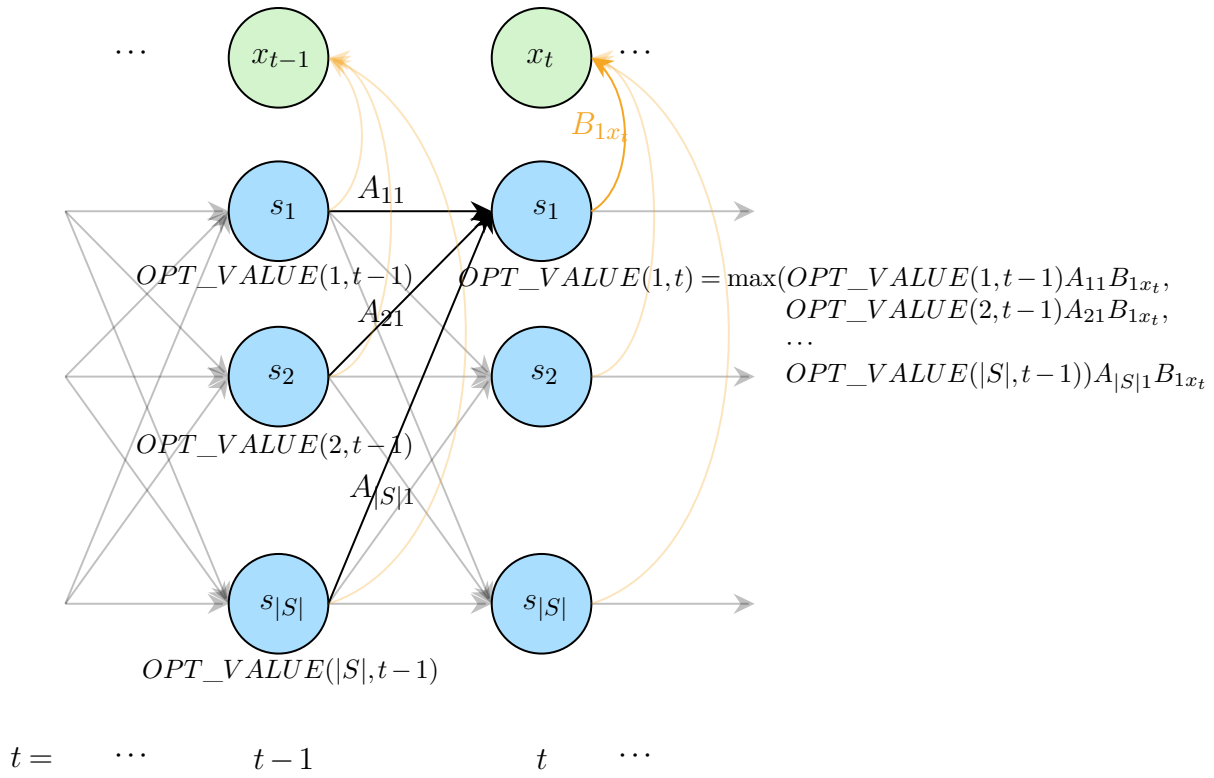 ⋯ x_{t−1} x_t ⋯
B_{1x_t}
A_{11}
s_1 s_1
OPT_VALUE(1,t−1) OPT_VALUE(1,t) = max(OPT_VALUE(1,t−1)A_{11}B_{1x_t},
OPT_VALUE(2,t−1)A_{21}B_{1x_t},
A_{21}
⋯
s_2 s_2 OPT_VALUE(|S|,t−1))A_{|S|1}B_{1x_t}
OPT_VALUE(2,t−1)
A_{|S|1}
s_{|S|} s_{|S|}
OPT_VALUE(|S|,t−1)
t = ⋯ t−1 t ⋯